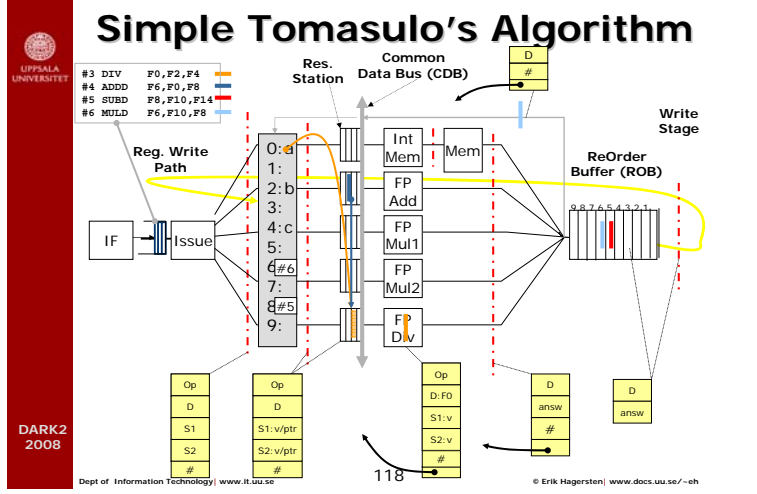 Simple Tomasulo's Algorithm
UPPSALA
UNIVERSITET
#3 DIV F0,F2,F4
#4 ADDD F6,F0,F8
#5 SUBD F8,F10,F14
#6 MULD F6,F10,F8
Res.
Station
Common
Data Bus (CDB)
D
#
Write
Stage
Reg. Write
Path
ReOrder
Buffer (ROB)
IF
Issue
0:a
1:
2:b
3:
4:c
5:
6
#6
7:
8
#5
9:
Int
Mem
Mem
FP
Add
FP
Mul1
FP
Mul2
FP
Div
9 8 7 6 5 4 3 2 1
Op
D
S1
S2
#
Op
D
S1:v/ptr
S2:v/ptr
#
Op
D:F0
S1:v
S2:v
#
D
answ
#
D
answ
DARK2
2008
Dept of Information Technology| www.it.uu.se
118
© Erik Hagersten| www.docs.uu.se/~eh